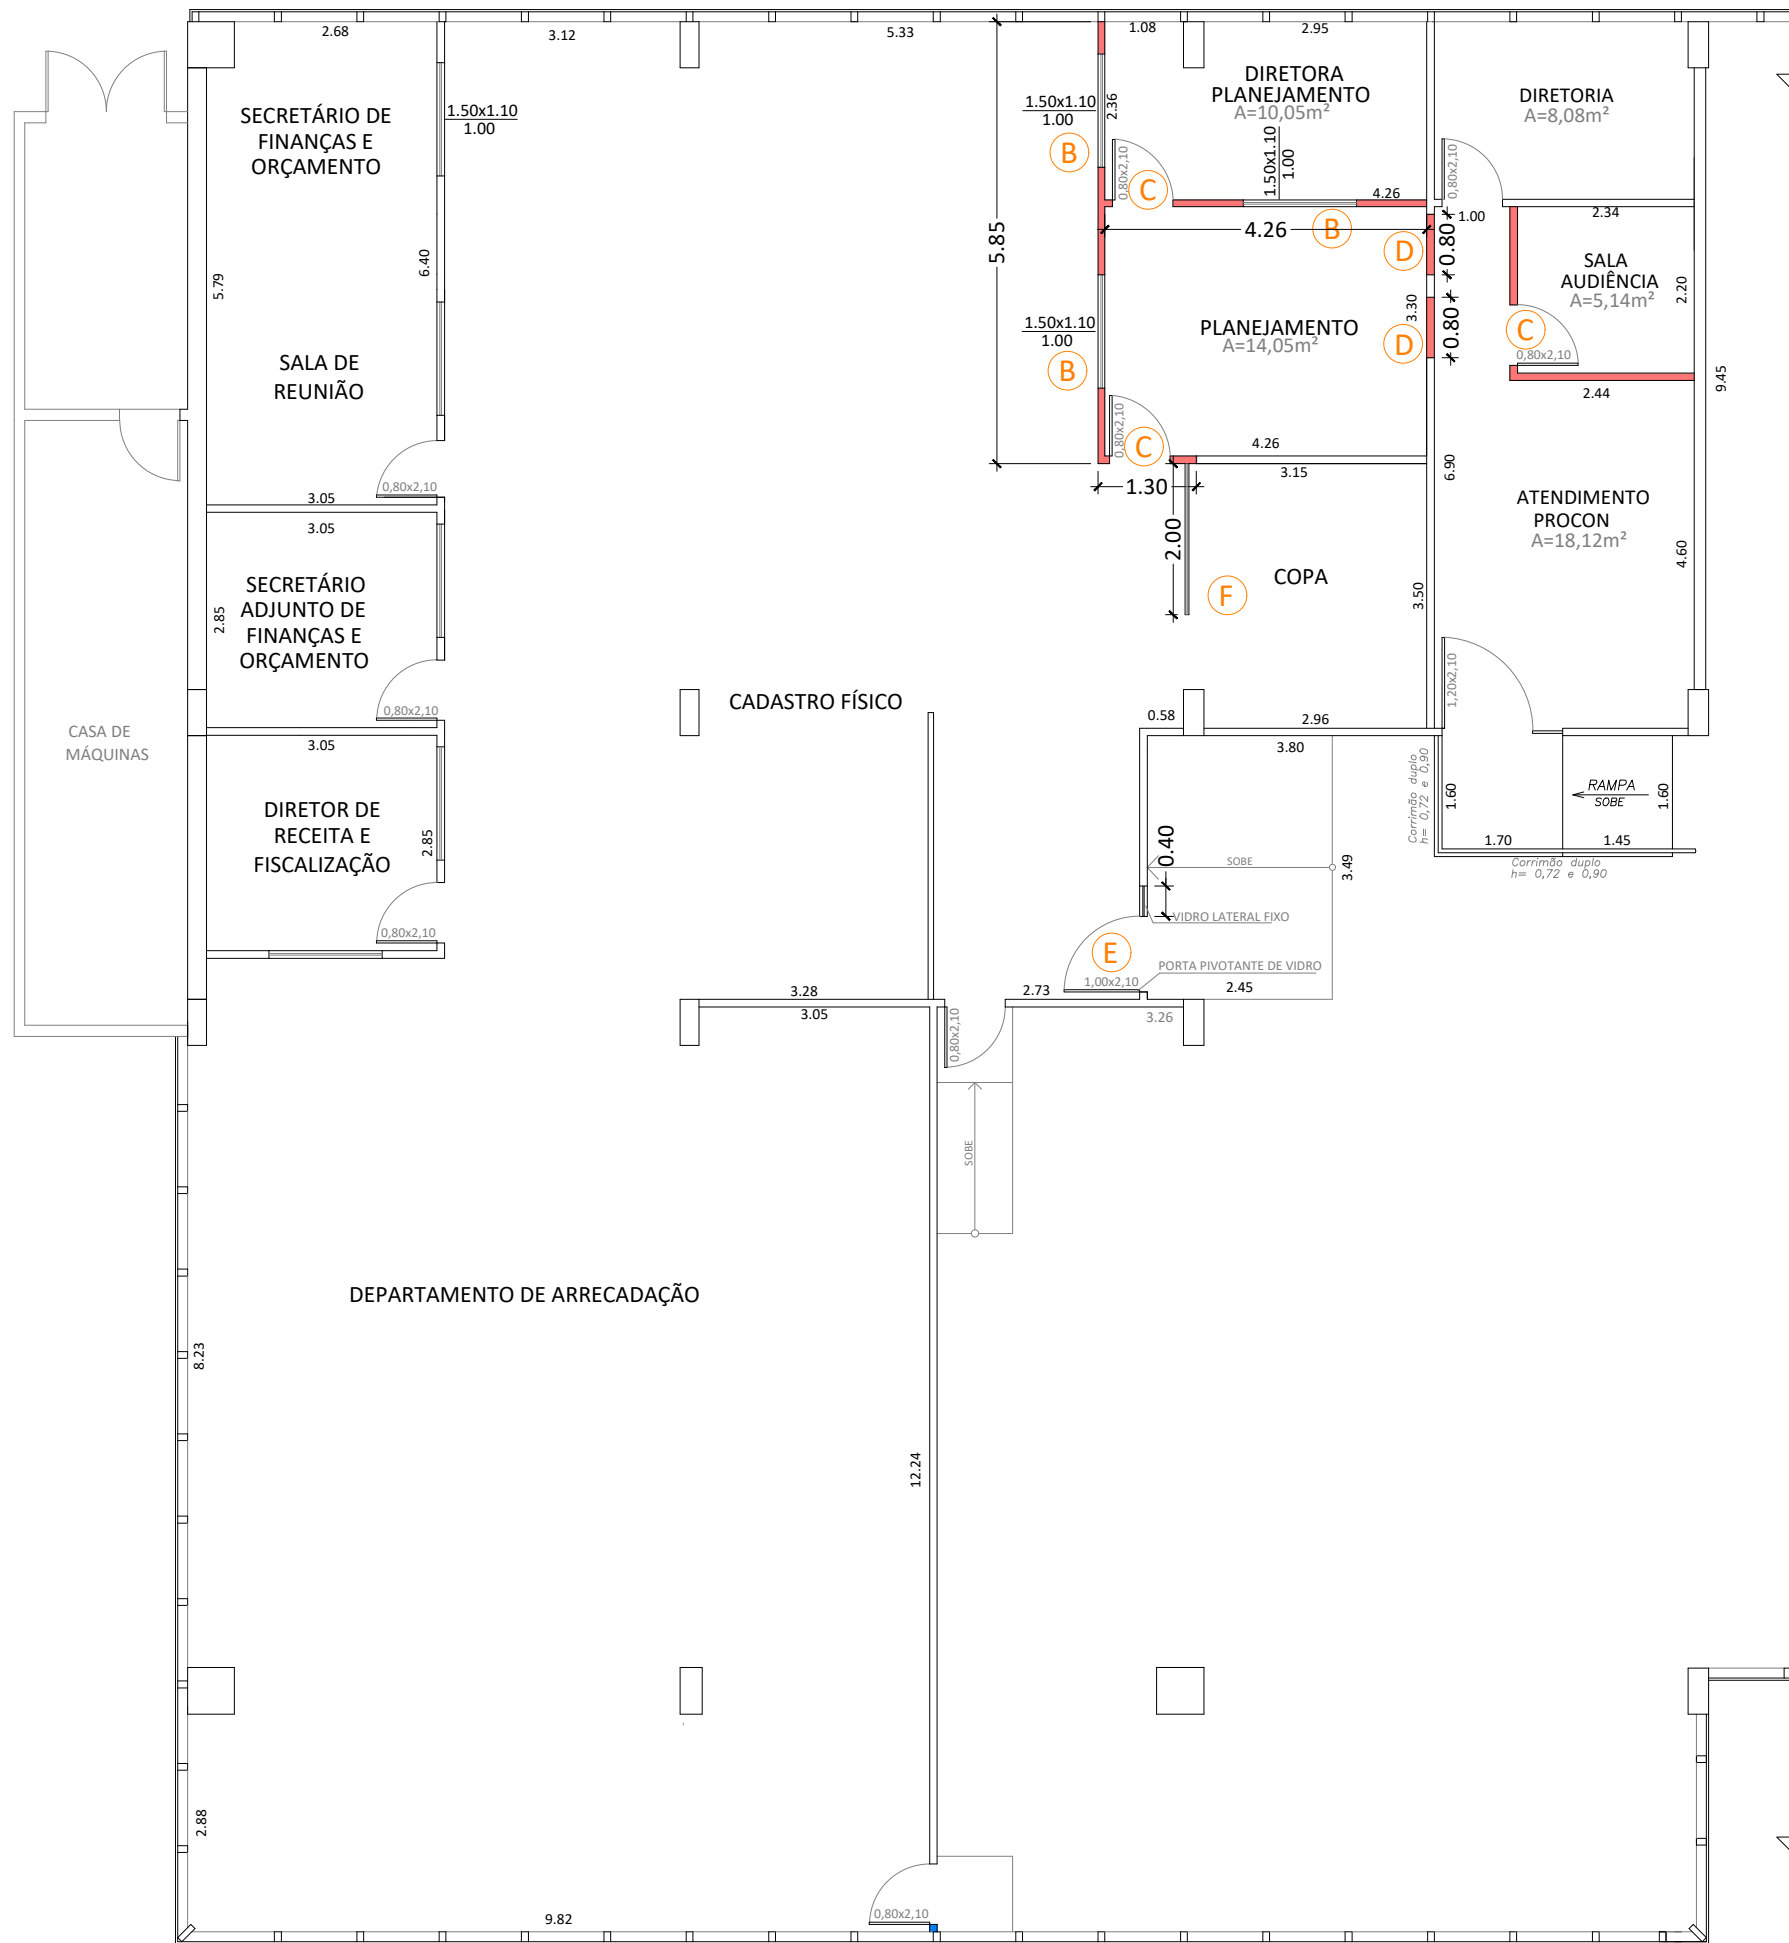 2.68
3.12
5.33
1.08
2.95
SECRETÁRIO DE
FINANÇAS E
ORÇAMENTO
1.50x1.10
1.00
1.50x1.10
1.00
B
2.36
DIRETORA
PLANEJAMENTO
A=10,05m²
1.50x1.10
1.00
DIRETORIA
A=8,08m²
0,80x2,10
C
0,80x2,10
4.26
1.00
2.34
5.85
4.26
B
D
0.80
SALA
AUDIÊNCIA
A=5,14m²
2.20
5.79
6.40
1.50x1.10
1.00
B
PLANEJAMENTO
A=14,05m²
3.30
D
0.80
C
0,80x2,10
SALA DE
REUNIÃO
2.44
9.45
0,80x2,10
C
4.26
3.15
6.90
1.30
0,80x2,10
3.05
3.05
ATENDIMENTO
PROCON
A=18,12m²
4.60
2.00
COPA
F
3.50
SECRETÁRIO
ADJUNTO DE
FINANÇAS E
ORÇAMENTO
2.85
0,80x2,10
1,20x2,10
CADASTRO FÍSICO
0.58
2.96
3.80
CASA DE
MÁQUINAS
3.05
Corrimão duplo
h= 0,72 e 0,90
1.60
RAMPA
SOBE
1.60
1.70
1.45
Corrimão duplo
h= 0,72 e 0,90
DIRETOR DE
RECEITA E
FISCALIZAÇÃO
2.85
0.40
SOBE
3.49
VIDRO LATERAL FIXO
0,80x2,10
E
PORTA PIVOTANTE DE VIDRO
1,00x2,10
3.28
2.73
2.45
3.05
3.26
0,80x2,10
SOBE
DEPARTAMENTO DE ARRECADAÇÃO
8.23
12.24
2.88
9.82
0,80x2,10